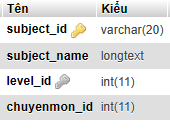 Tên Kiểu
subject_id varchar(20)
subject_name longtext
level_id int(11)
chuyenmon_id int(11)